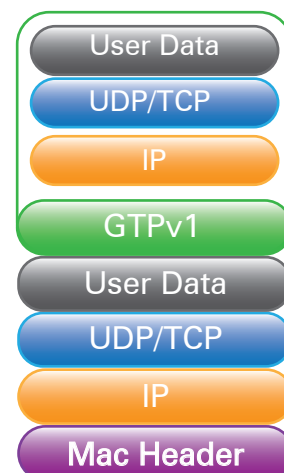 User Data
UDP/TCP
IP
GTPv1
User Data
UDP/TCP
IP
Mac Header